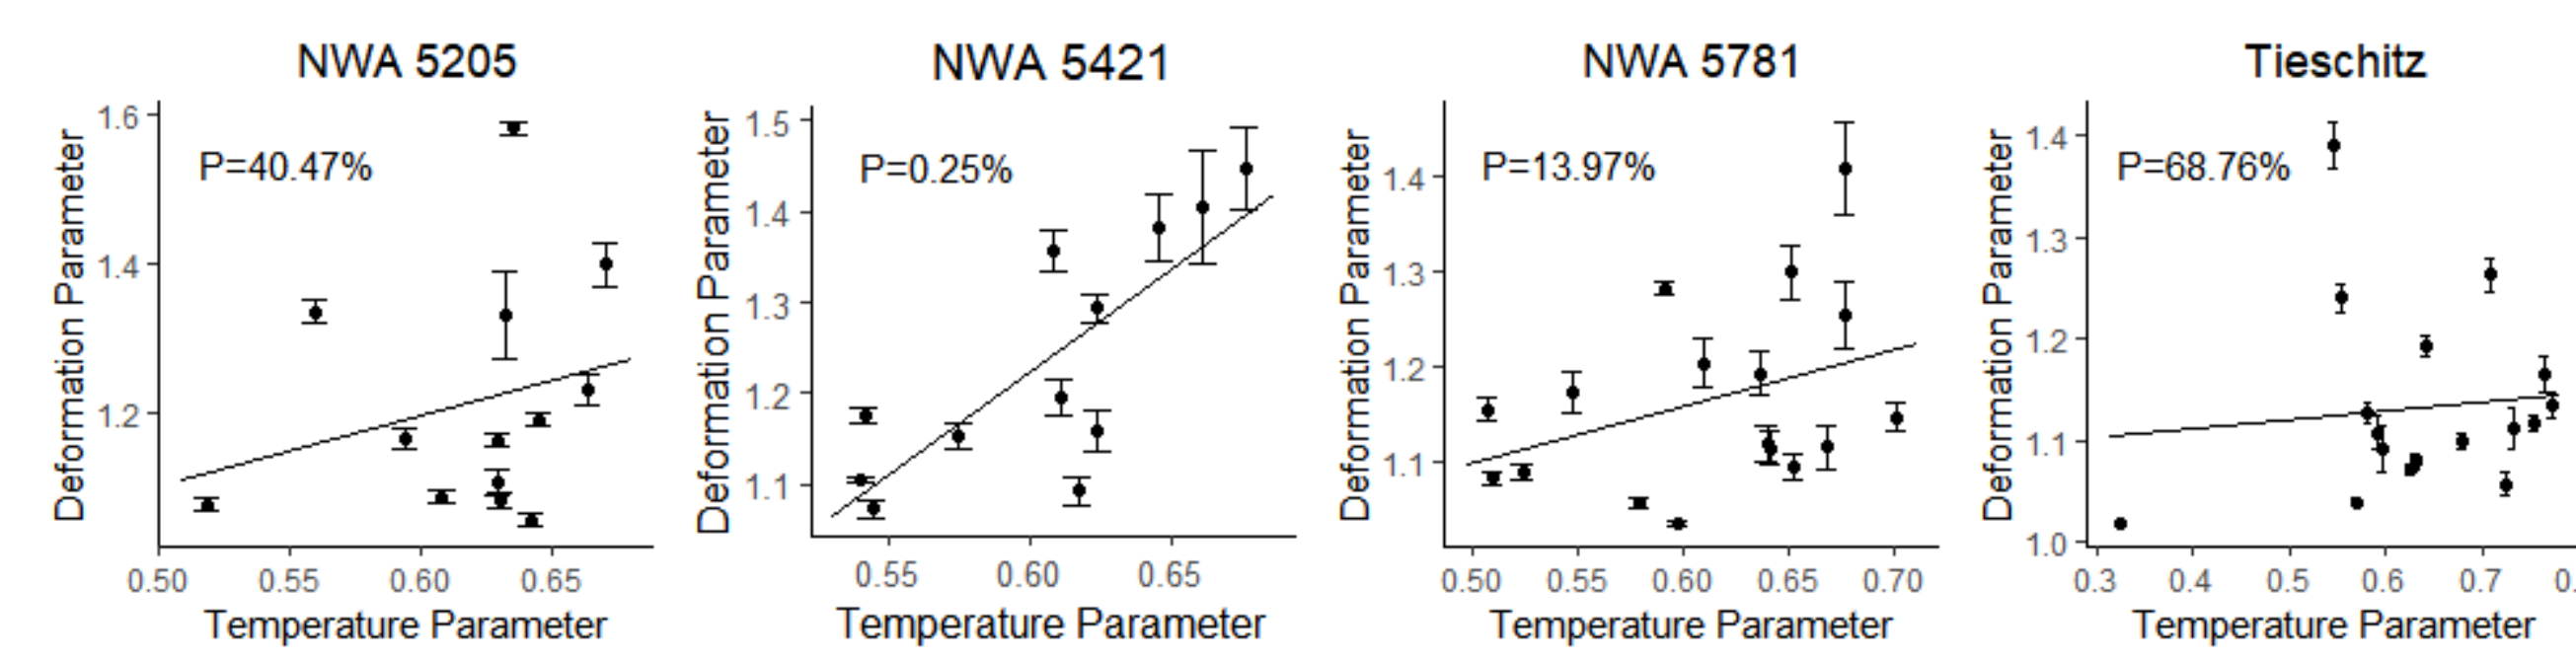 NWA 5205
P=40.47%
Deformation Parameter
1.6
1.4
1.2
0.50 0.55 0.60 0.65
Temperature Parameter
NWA 5421
P=0.25%
Deformation Parameter
1.5
1.4
1.3
1.2
1.1
0.55 0.60 0.65
Temperature Parameter
NWA 5781
P=13.97%
Deformation Parameter
1.4
1.3
1.2
1.1
0.50 0.55 0.60 0.65 0.70
Temperature Parameter
Tieschitz
P=68.76%
Deformation Parameter
1.4
1.3
1.2
1.1
1.0
0.3 0.4 0.5 0.6 0.7
Temperature Parameter